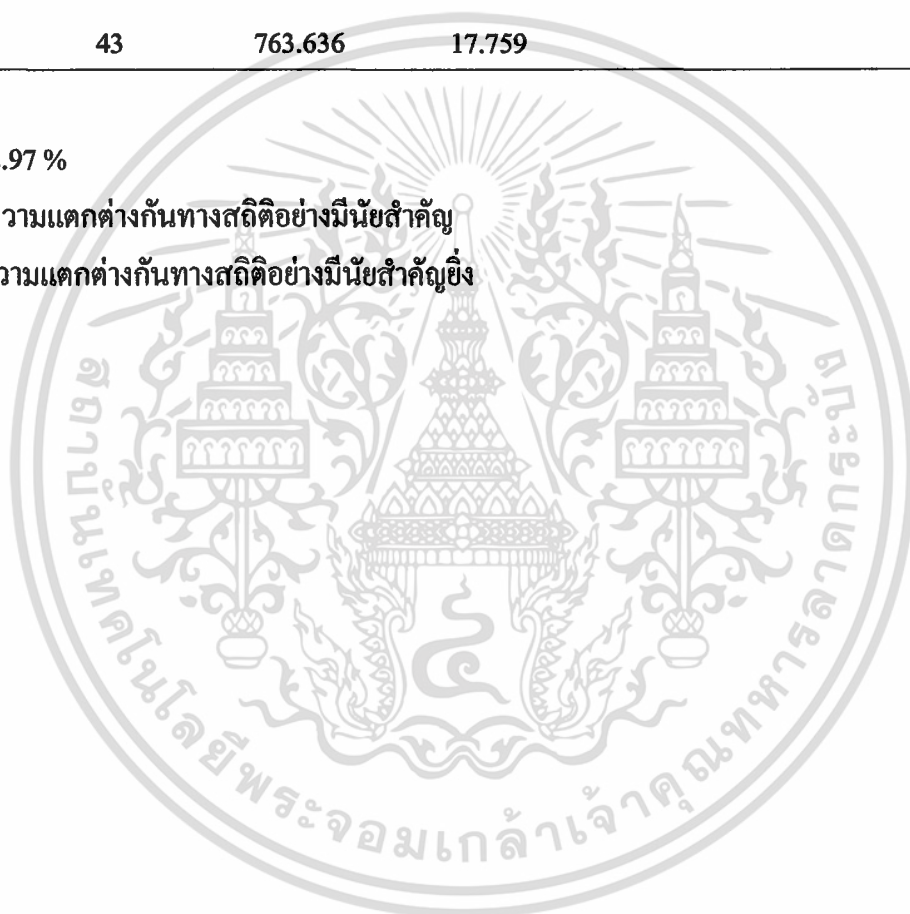 43 763.636 17.759
.97 %
วามแตกต่างกันทางสถิติอย่างมีนัยสำคัญ
วามแตกต่างกันทางสถิติอย่างมีนัยสำคัญยิ่ง
สถาบันเทคโนโลยีพระจอมเกล้าเจ้าคุณทหารลาดกระบัง
๔